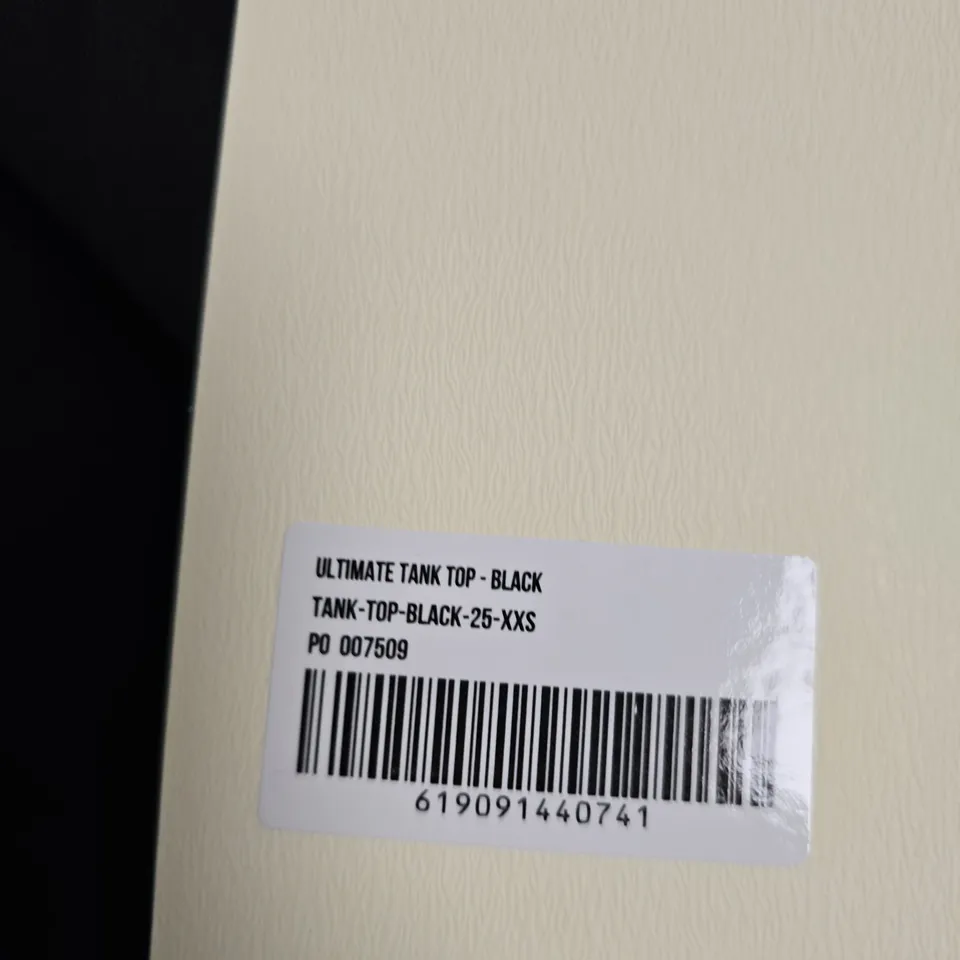 ULTIMATE TANK TOP - BLACK
TANK-TOP-BLACK-25-XXS
PO 007509
619091440741